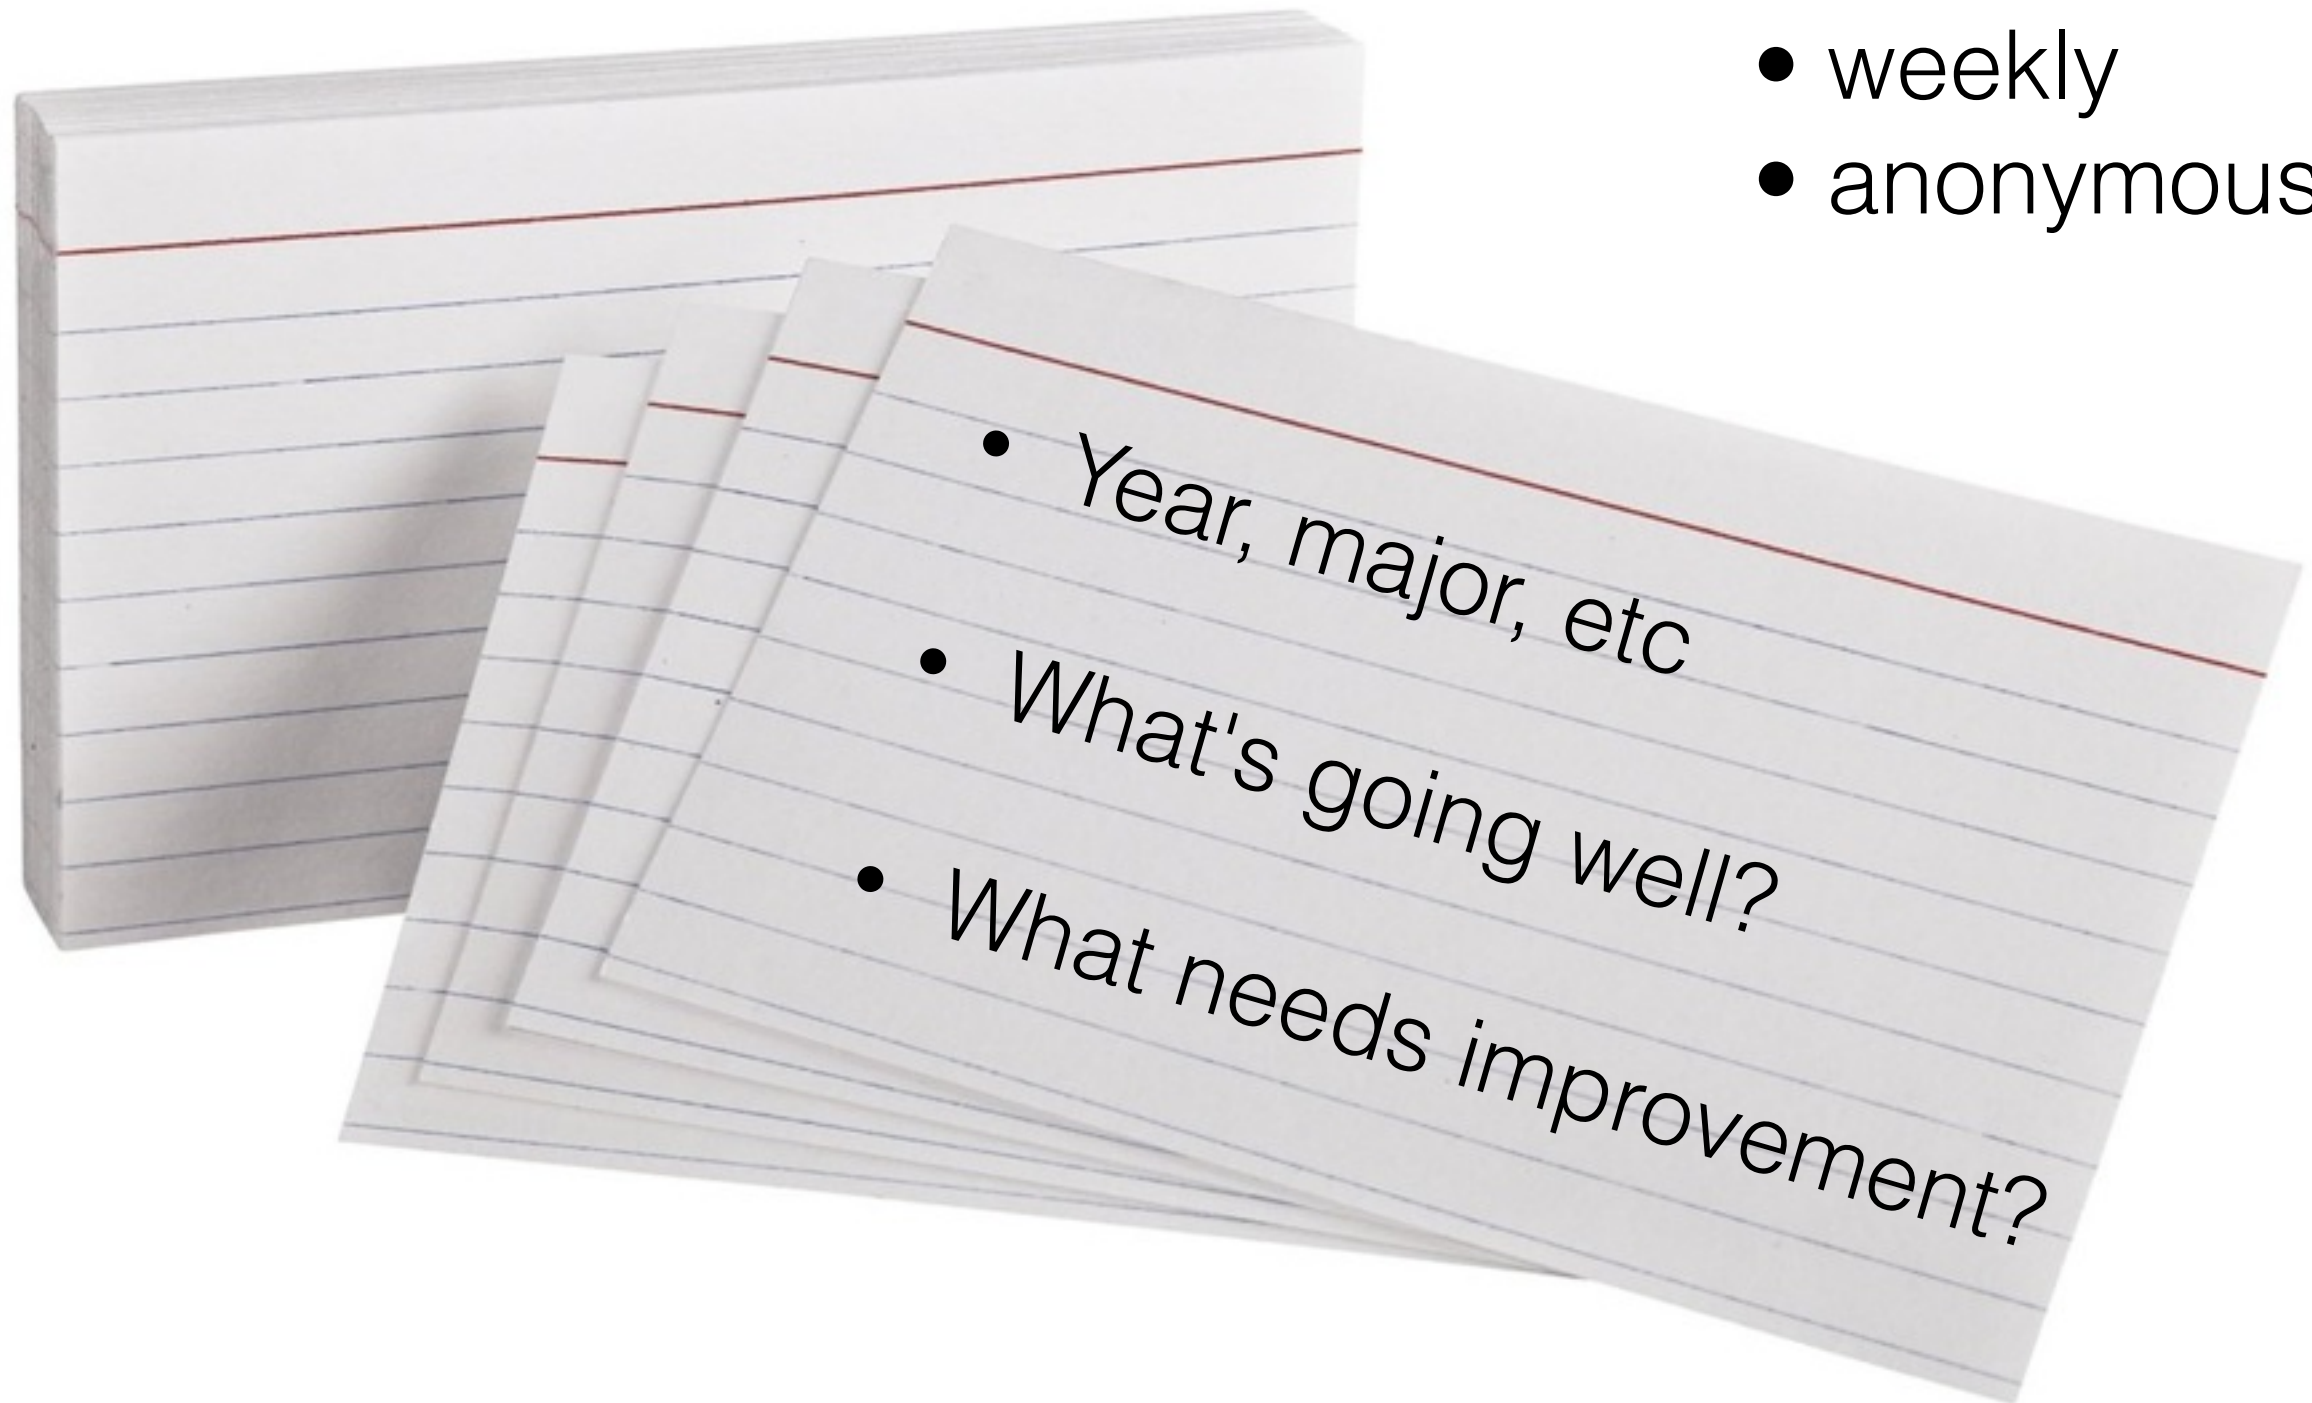 • weekly
• anonymous
• Year, major, etc
• What's going well?
• What needs improvement?